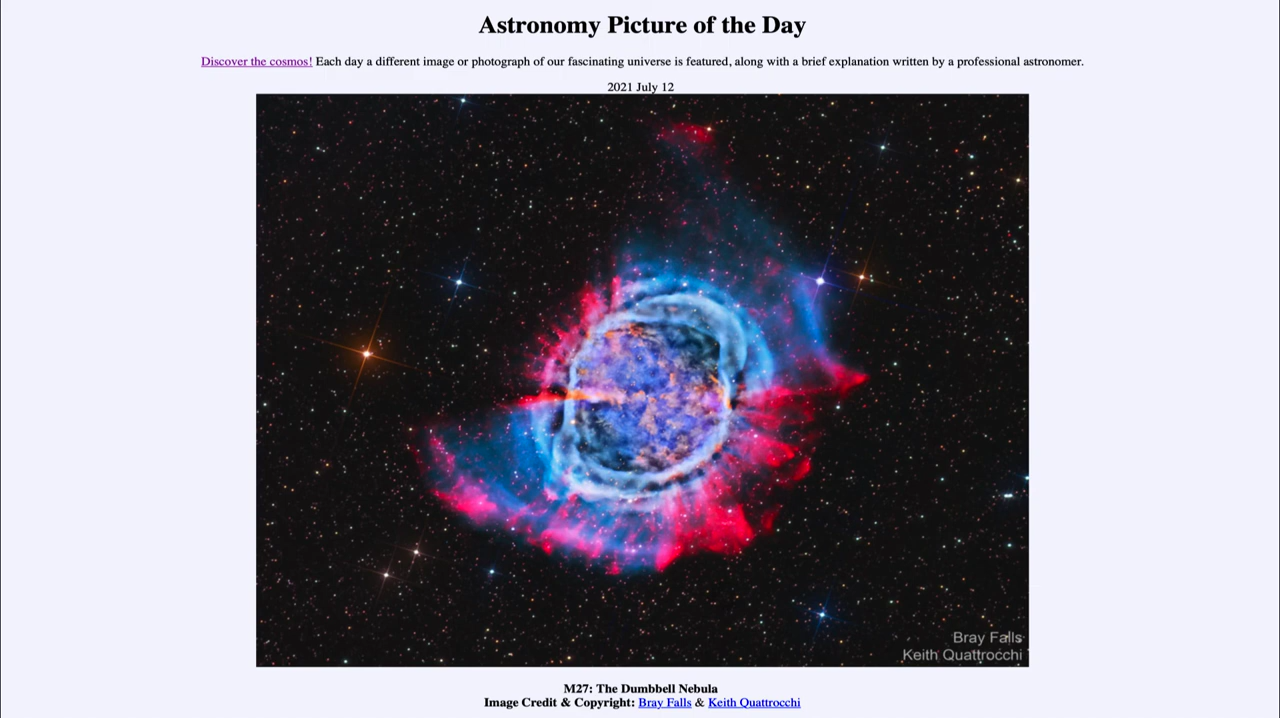 Astronomy Picture of the Day
Discover the cosmos! Each day a different image or photograph of our fascinating universe is featured, along with a brief explanation written by a professional astronomer.
2021 July 12
Bray Falls
Keith Quattrocchi
M27: The Dumbbell Nebula
Image Credit & Copyright: Bray Falls & Keith Quattrocchi